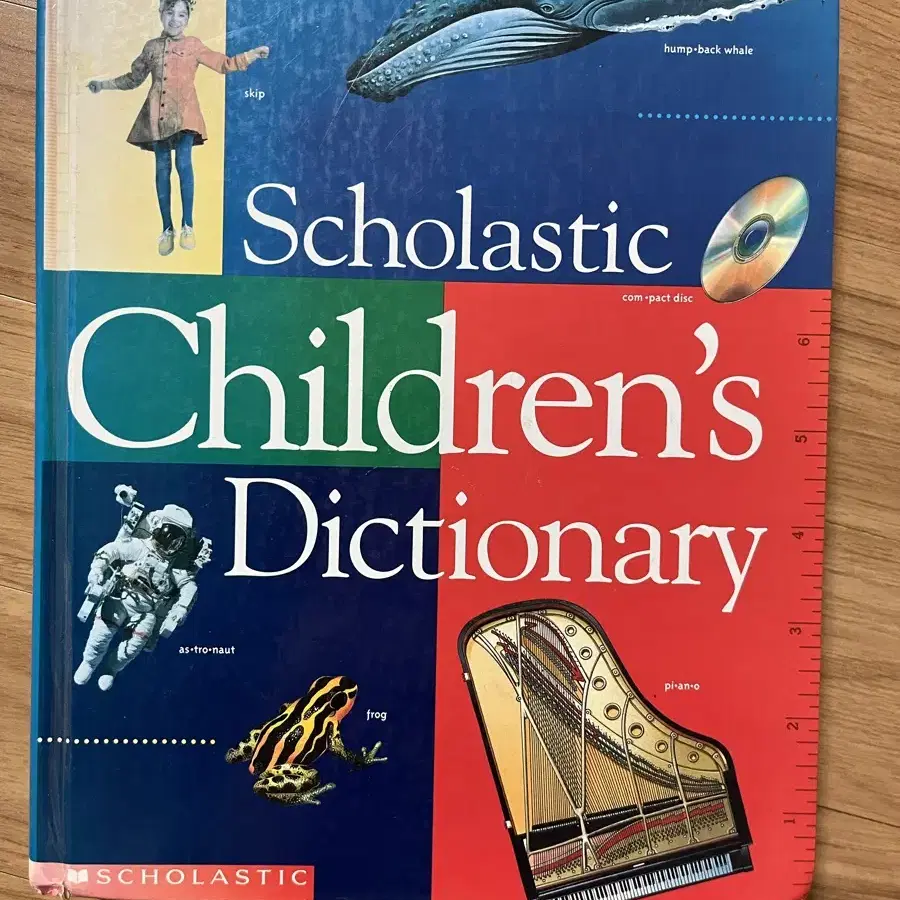 hump•back whale
skip
Scholastic
com•pact disc
Children's
Dictionary
6
5
4
3
2
1
as•tro•naut
frog
pi•an•o
SCHOLASTIC